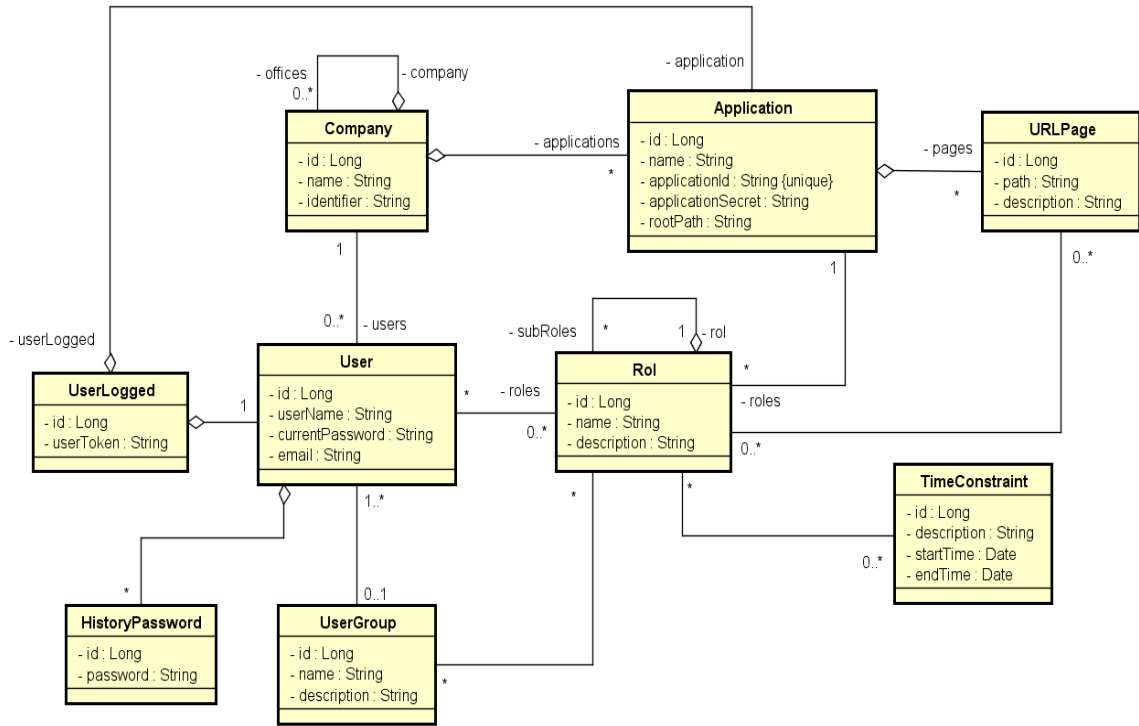 - application
- offices
- company
0..*
Company
- id : Long
- name : String
- identifier : String
- applications
*
Application
- id : Long
- name : String
- applicationId : String {unique}
- applicationSecret : String
- rootPath : String
- pages
*
URLPage
- id : Long
- path : String
- description : String
1
1
0..*
0..*
- users
- userLogged
- subRoles
*
1
- rol
UserLogged
- id : Long
- userToken : String
1
User
- id : Long
- userName : String
- currentPassword : String
- email : String
*
- roles
0..*
Rol
- id : Long
- name : String
- description : String
*
- roles
0..*
1..*
*
*
TimeConstraint
- id : Long
- description : String
- startTime : Date
- endTime : Date
0..*
*
0..1
HistoryPassword
- id : Long
- password : String
UserGroup
- id : Long
- name : String
- description : String
*